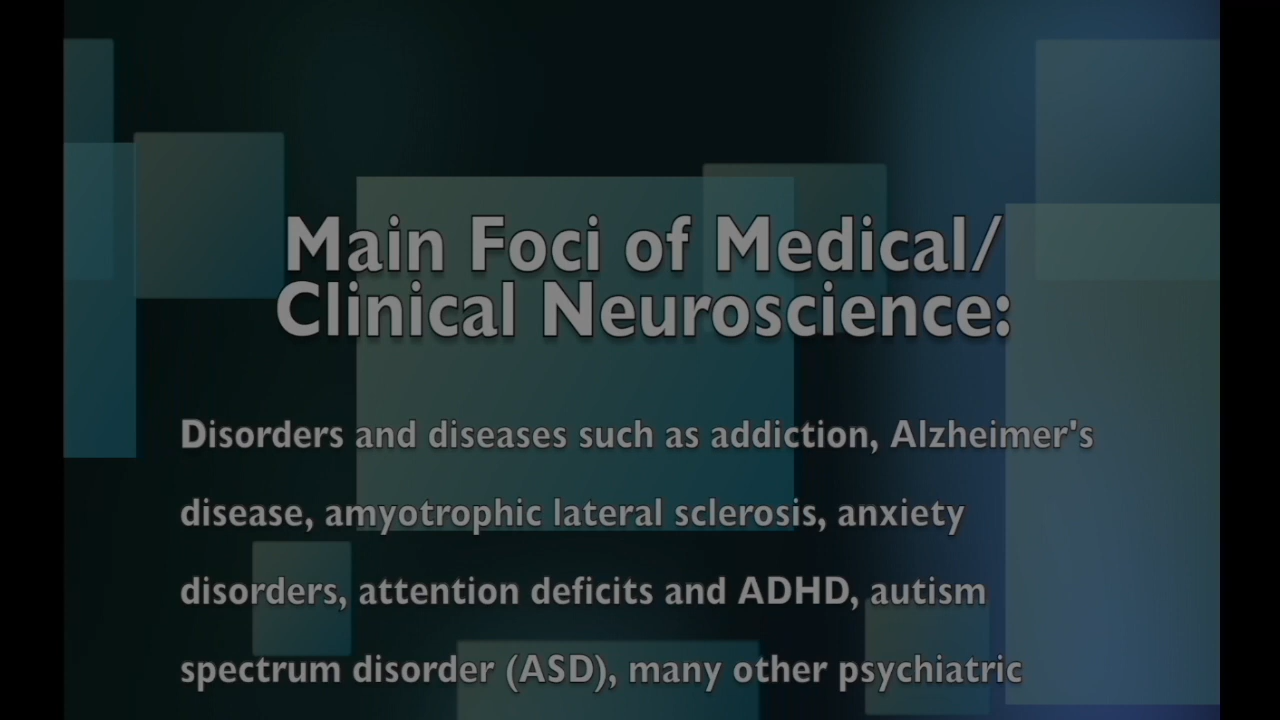 Main Foci of Medical/
Clinical Neuroscience:
Disorders and diseases such as addiction, Alzheimer's
disease, amyotrophic lateral sclerosis, anxiety
disorders, attention deficits and ADHD, autism
spectrum disorder (ASD), many other psychiatric